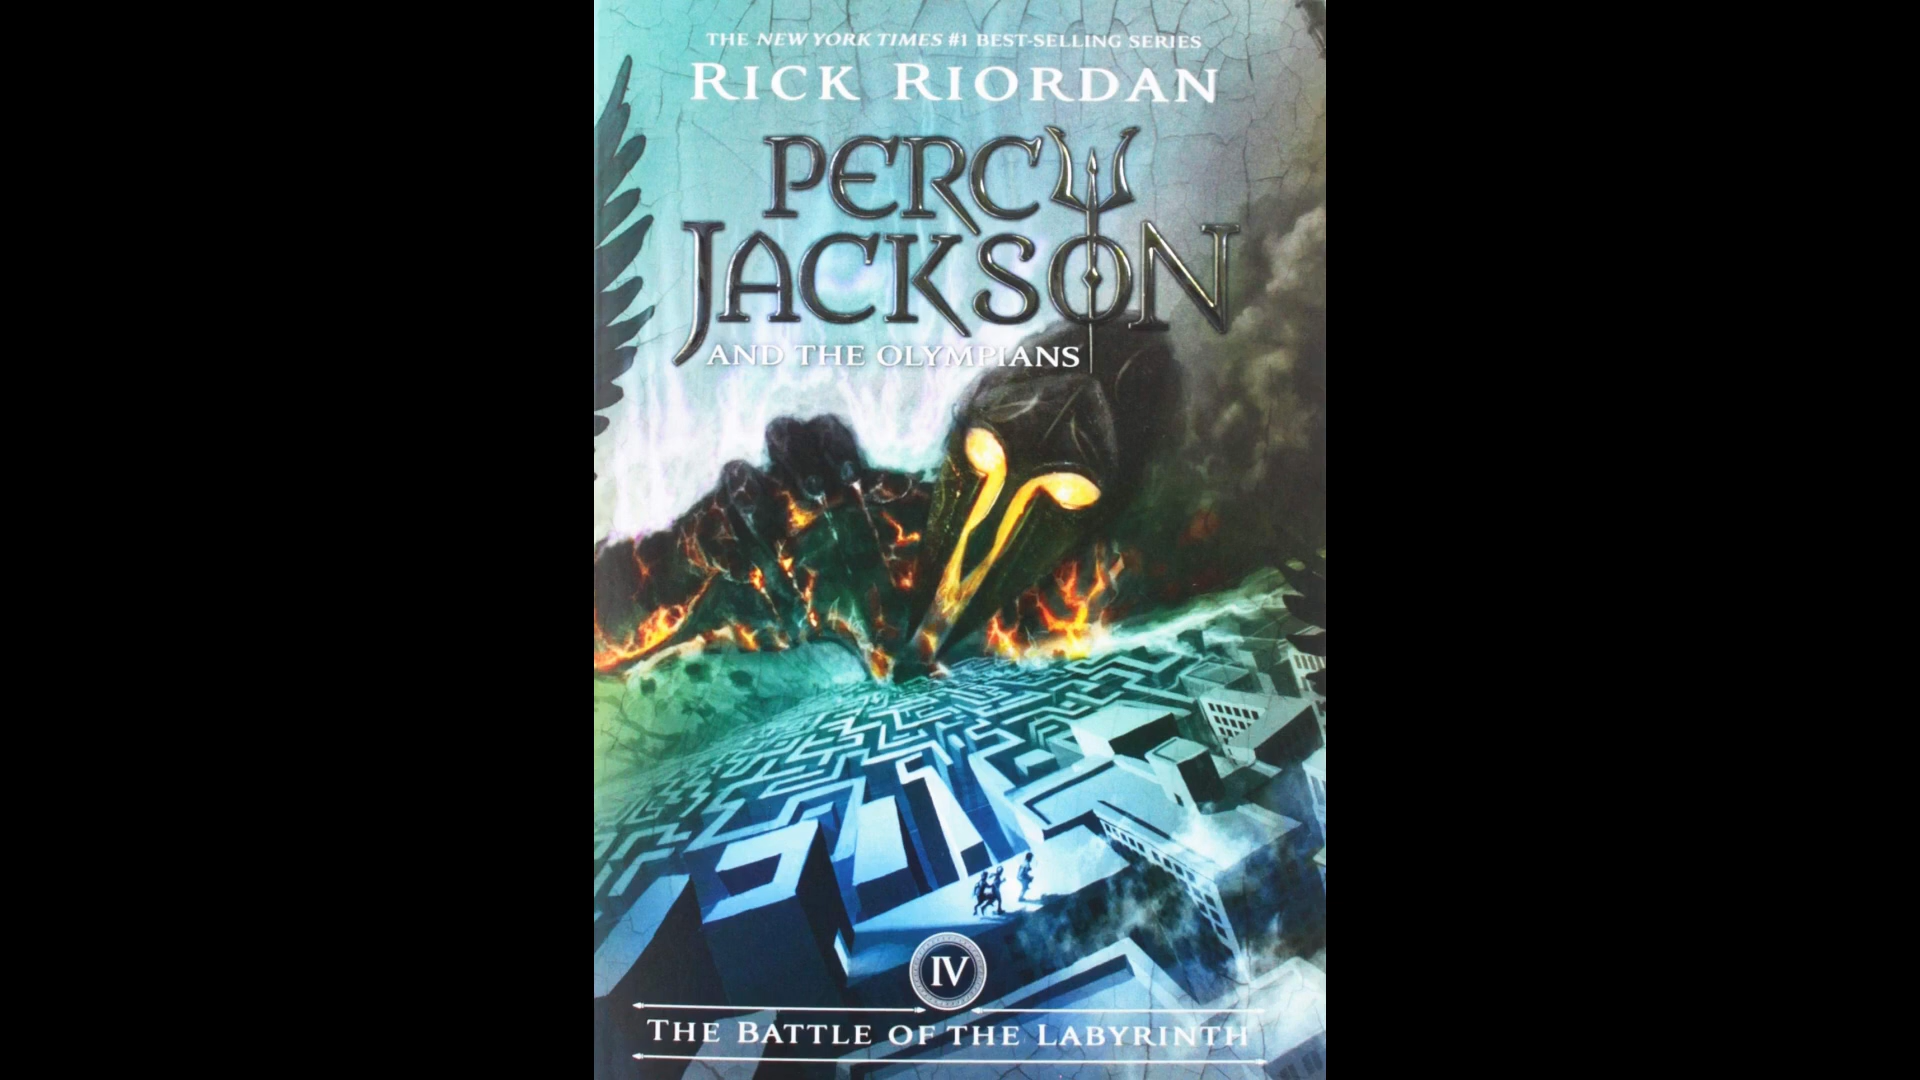 THE NEW YORK TIMES #1 BEST-SELLING SERIES
RICK RIORDAN
PERCY
JACKSON
AND THE OLYMPIANS
IV
THE BATTLE OF THE LABYRINTH